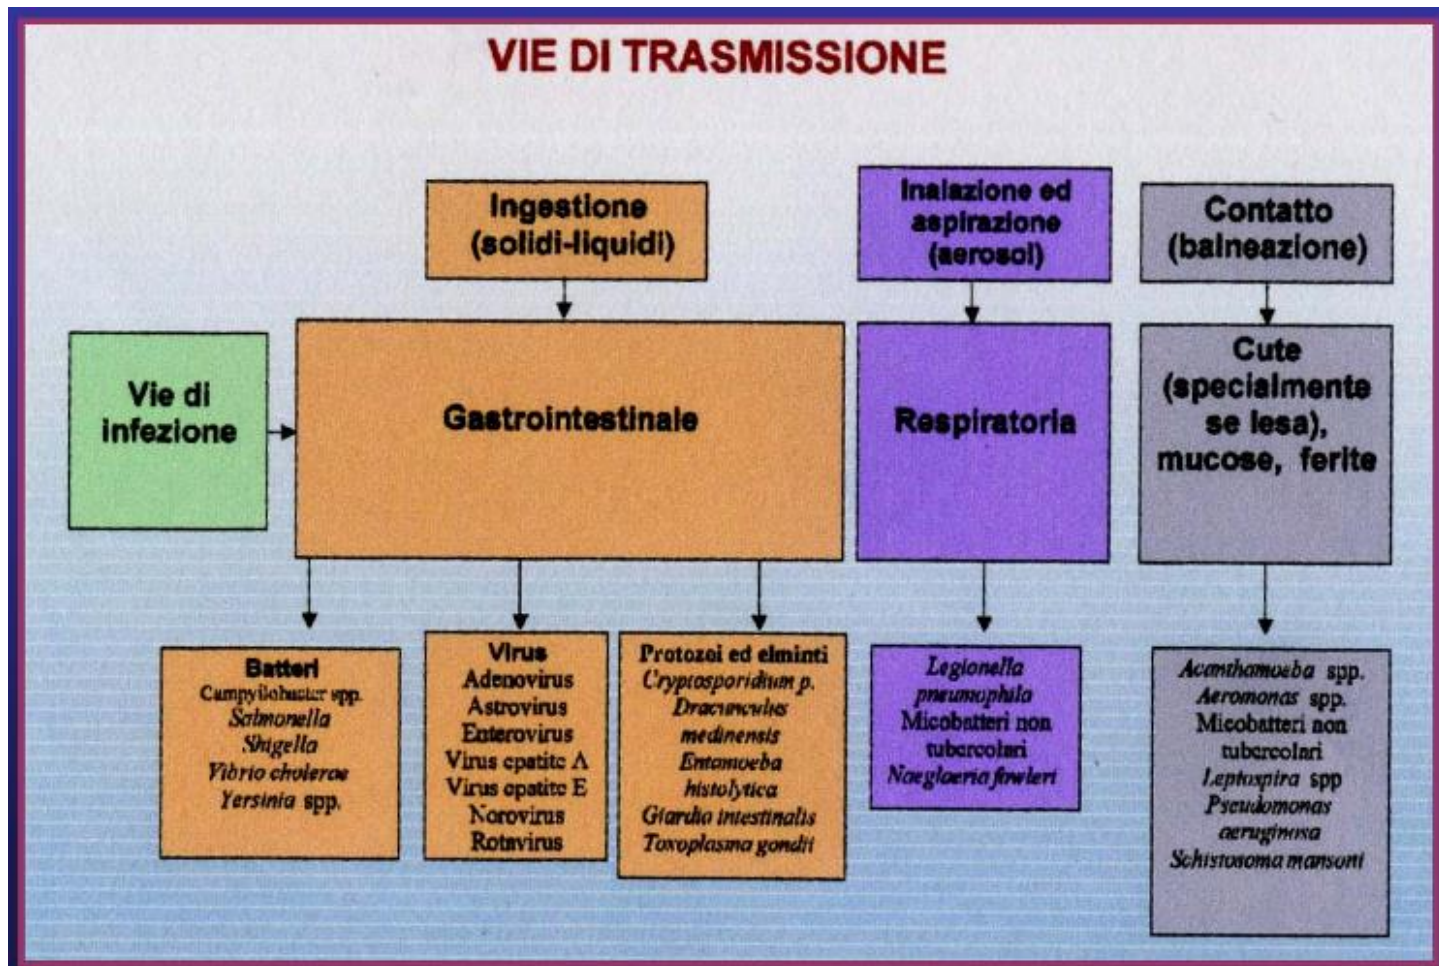 VIE DI TRASMISSIONE
Ingestione
(solidi-liquidi)
Inalazione ed
aspirazione
(aerosol)
Contatto
(balneazione)
Vie di
infezione
Gastrointestinale
Respiratoria
Cute
(specialmente
se lesa),
mucose, ferite
Batteri
Campylobacter spp.
Salmonella
Shigella
Vibrio cholerae
Yersinia spp.
Virus
Adenovirus
Astrovirus
Enterovirus
Virus epatite A
Virus epatite E
Norovirus
Rotavirus
Protozoi ed elminti
Cryptosporidium p.
Dracunculus
medinensis
Entamoeba
histolytica
Giardia intestinalis
Toxoplasma gondii
Legionella
pneumophila
Micobatteri non
tubercolari
Naeglaeria fowleri
Acanthamoeba spp.
Aeromonas spp.
Micobatteri non
tubercolari
Leptospira spp
Pseudomonas
aeruginosa
Schistosoma mansoni